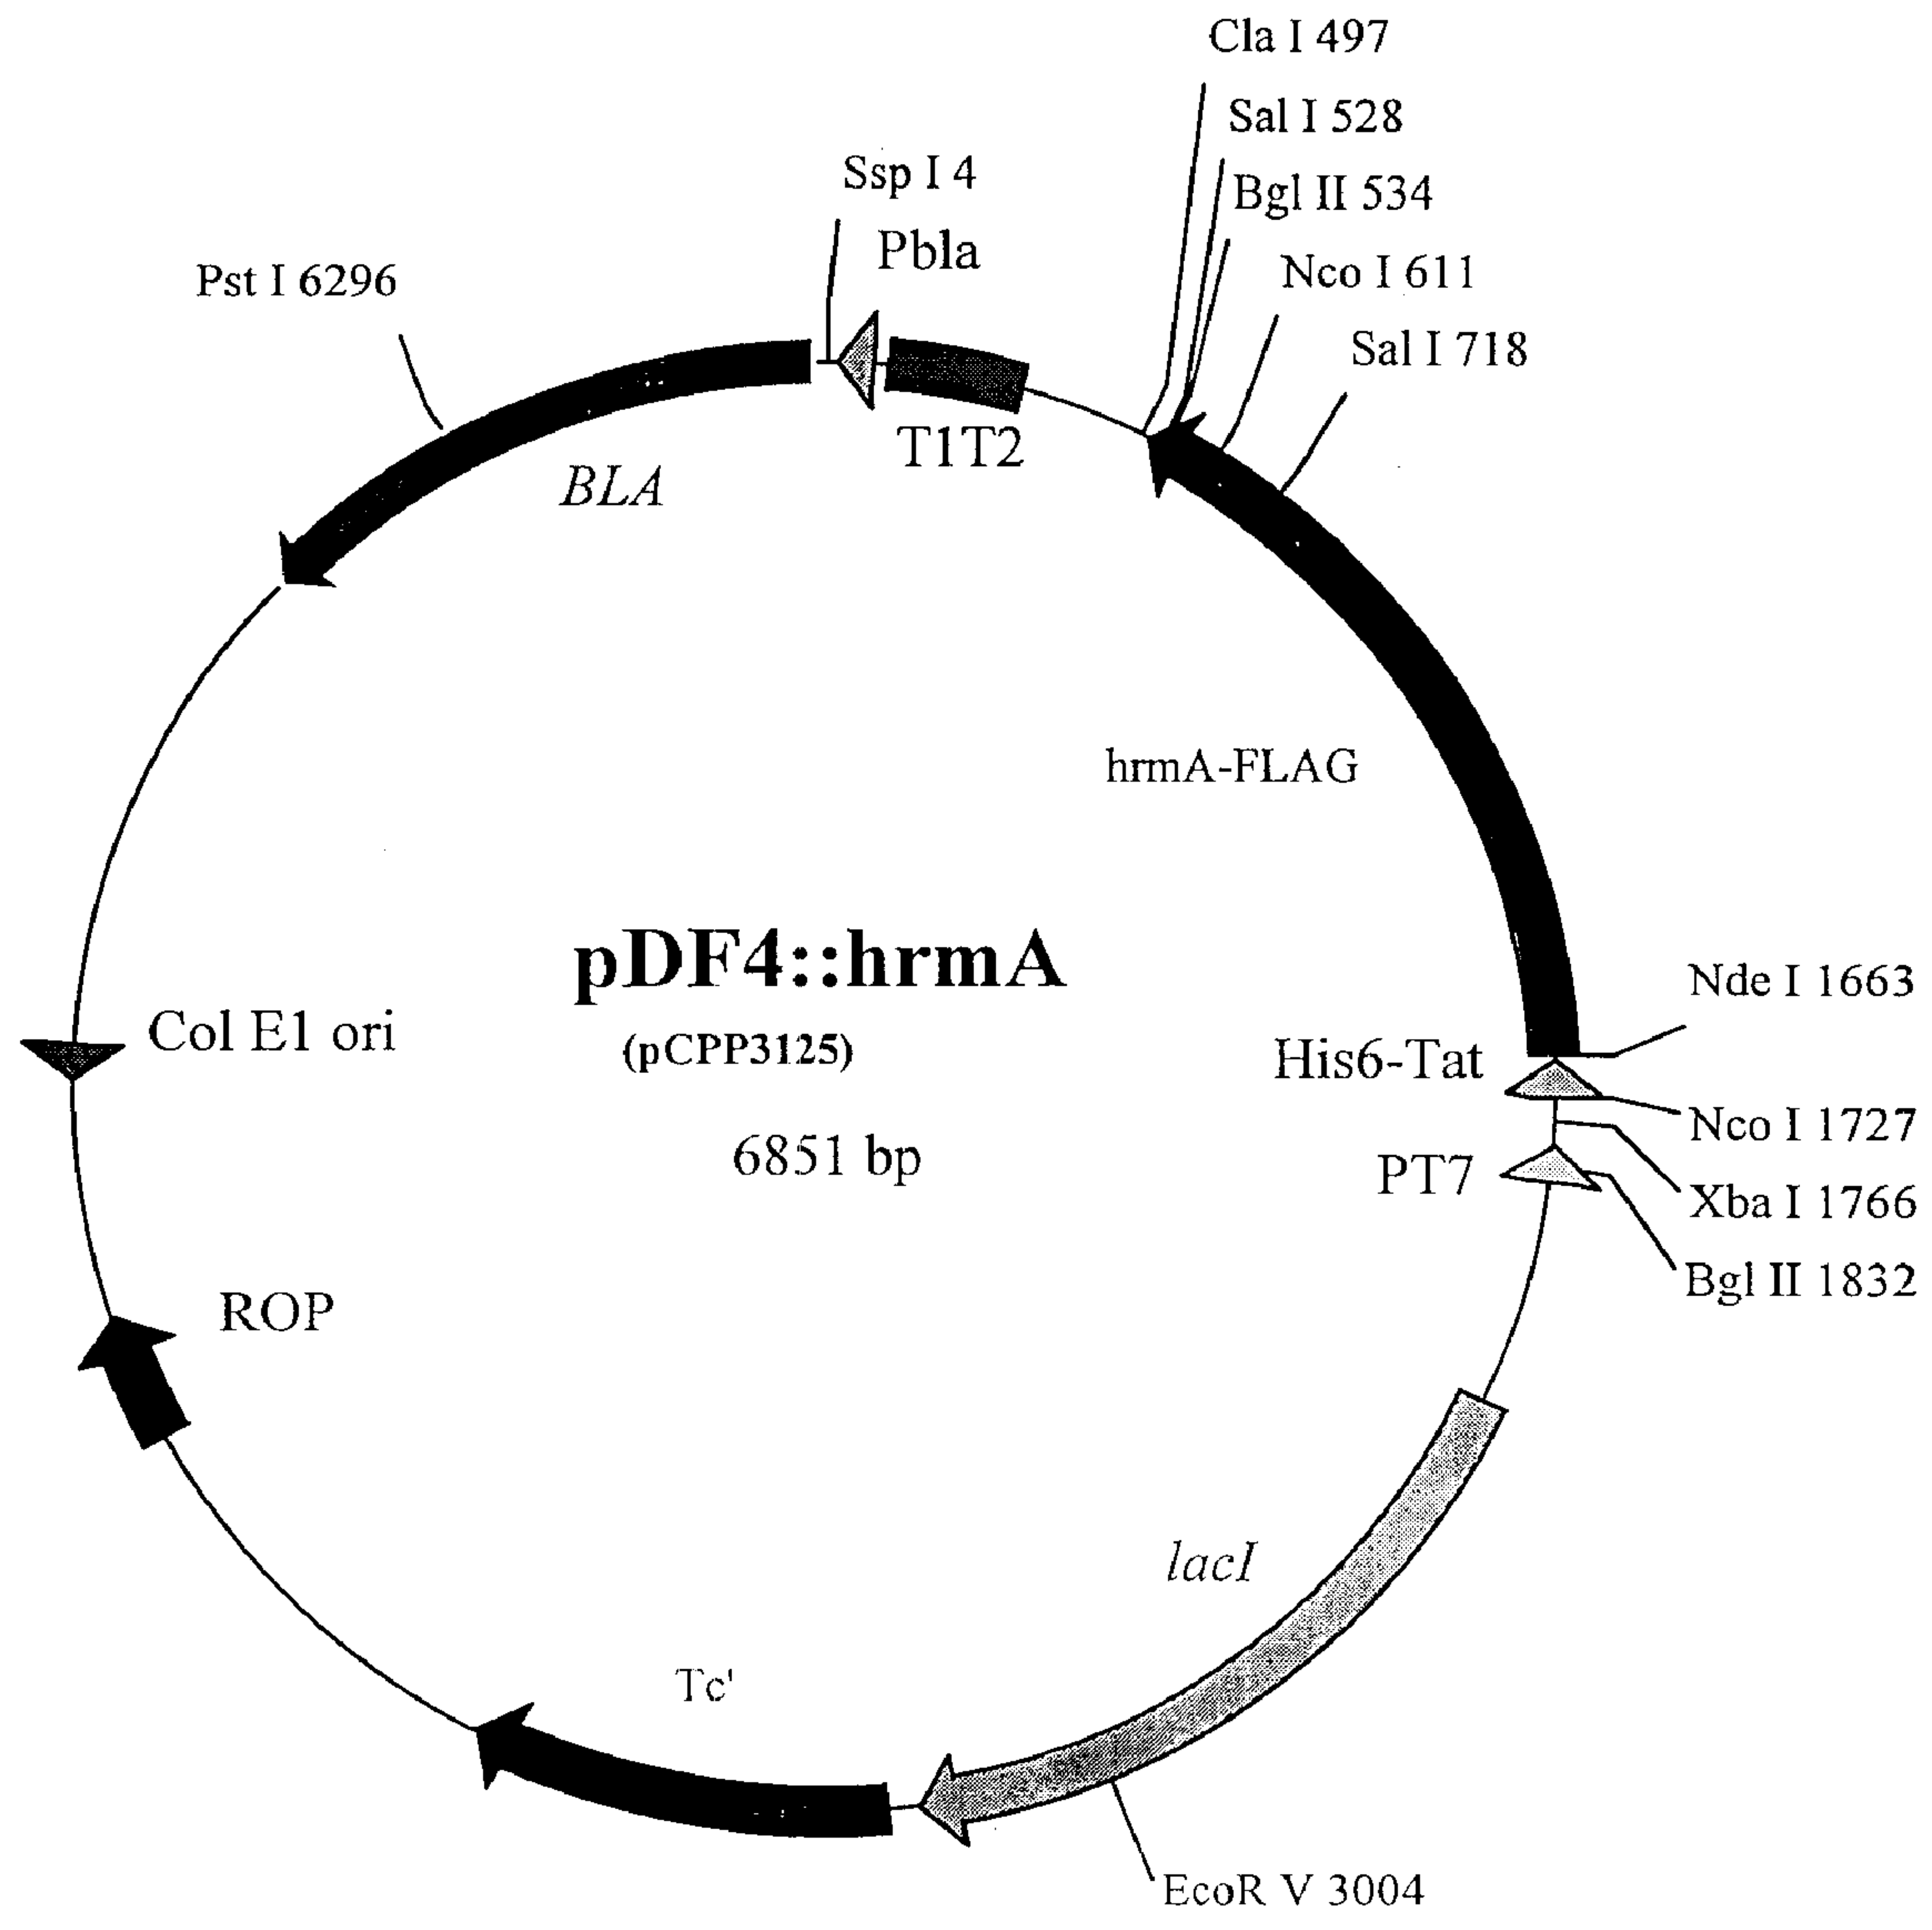 Cla I 497
Sal I 528
Bgl II 534
Nco I 611
Sal I 718
Ssp I 4
Pbla
Pst I 6296
T1T2
BLA
hrmA-FLAG
pDF4::hrmA
(pCPP3125)
6851 bp
Col E1 ori
Nde I 1663
His6-Tat
Nco I 1727
PT7
Xba I 1766
Bgl II 1832
ROP
lacI
Tc'
EcoR V 3004